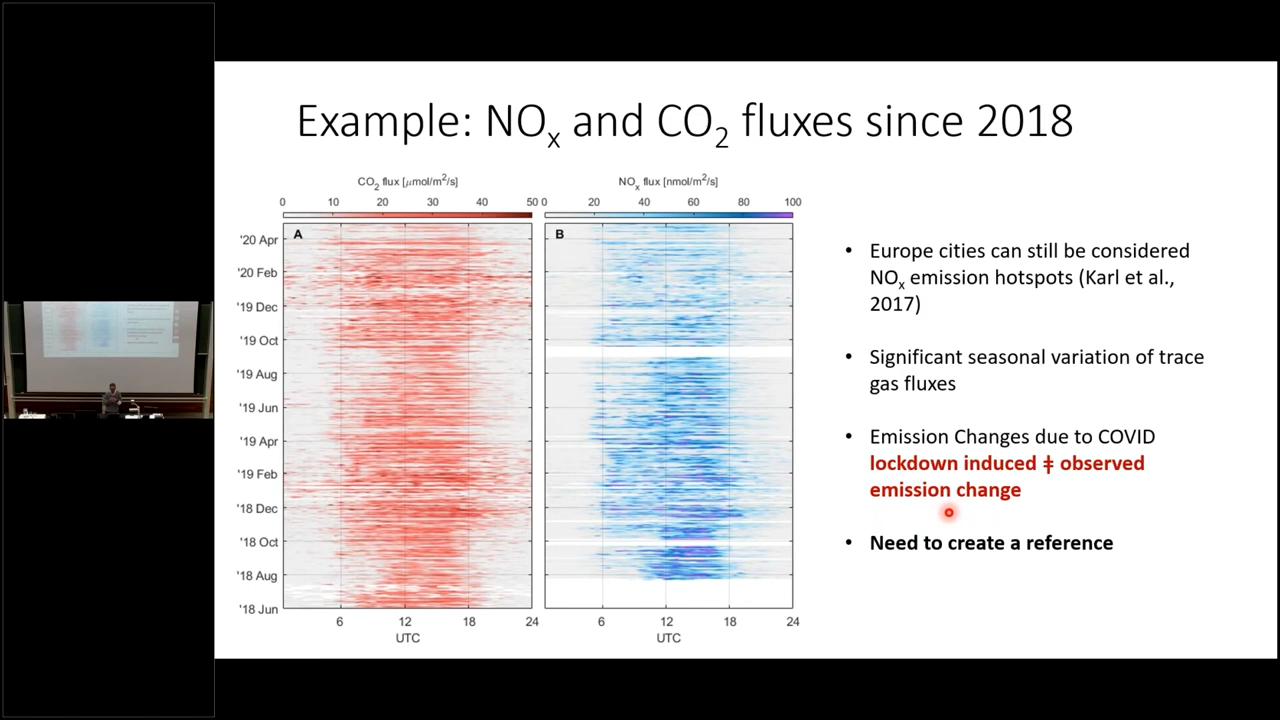 Example: NOx and CO2 fluxes since 2018
CO2 flux [μmol/m2/s]
0 10 20 30 40 50
NOx flux [nmol/m2/s]
0 20 40 60 80 100
A
B
'20 Apr
'20 Feb
'19 Dec
'19 Oct
'19 Aug
'19 Jun
'19 Apr
'19 Feb
'18 Dec
'18 Oct
'18 Aug
'18 Jun
6 12 18 24
UTC
6 12 18 24
UTC
• Europe cities can still be considered
NOx emission hotspots (Karl et al.,
2017)
• Significant seasonal variation of trace
gas fluxes
• Emission Changes due to COVID
lockdown induced ǂ observed
emission change
• Need to create a reference